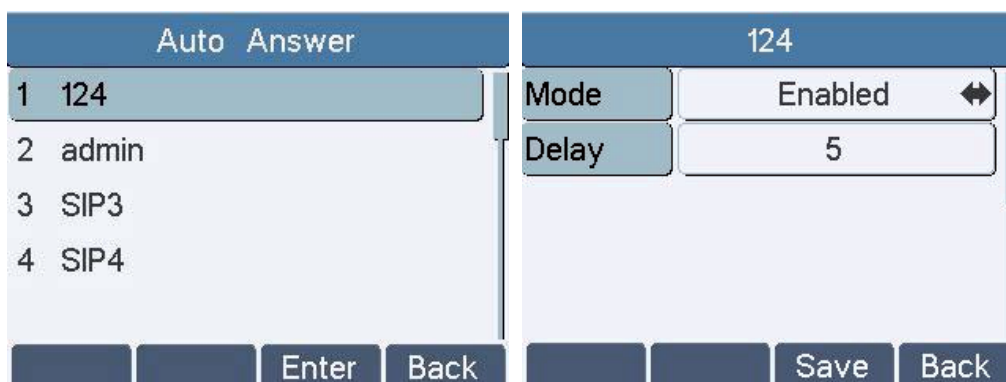 Auto Answer
1 124
2 admin
3 SIP3
4 SIP4
Enter Back
124
Mode Enabled
Delay 5
Save Back